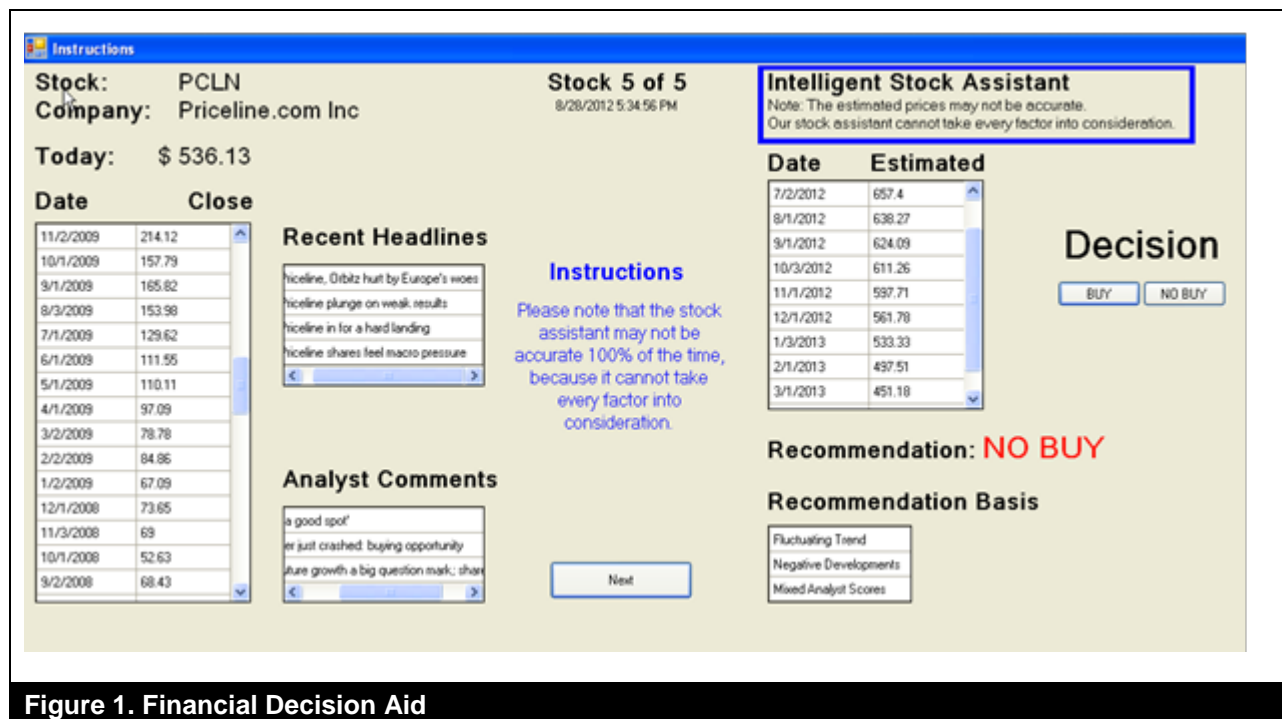 Instructions
Stock: PCLN
Company: Priceline.com Inc
Today: $ 536.13
Date Close
11/2/2009 214.12
10/1/2009 157.79
9/1/2009 165.82
8/3/2009 153.98
7/1/2009 129.62
6/1/2009 111.55
5/1/2009 110.11
4/1/2009 97.09
3/2/2009 78.78
2/2/2009 84.86
1/2/2009 67.09
12/1/2008 73.65
11/3/2008 69
10/1/2008 52.63
9/2/2008 68.43
Recent Headlines
riceline, Orbitz hurt by Europe's woes
riceline plunge on weak results
riceline in for a hard landing
riceline shares feel macro pressure
Analyst Comments
a good spot'
er just crashed: buying opportunity
uture growth a big question mark; share
Stock 5 of 5
8/28/2012 5:34:56 PM
Instructions
Please note that the stock
assistant may not be
accurate 100% of the time,
because it cannot take
every factor into
consideration.
Next
Intelligent Stock Assistant
Note: The estimated prices may not be accurate.
Our stock assistant cannot take every factor into consideration.
Date Estimated
7/2/2012 657.4
8/1/2012 638.27
9/1/2012 624.09
10/3/2012 611.26
11/1/2012 597.71
12/1/2012 561.78
1/3/2013 533.33
2/1/2013 497.51
3/1/2013 451.18
Recommendation: NO BUY
Recommendation Basis
Fluctuating Trend
Negative Developments
Mixed Analyst Scores
Decision
BUY NO BUY
Figure 1. Financial Decision Aid